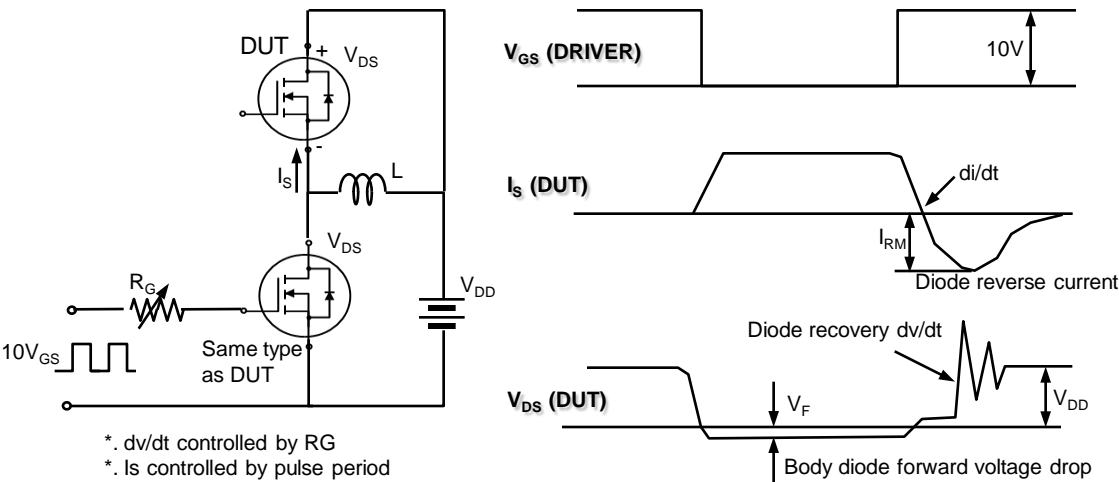 DUT
+
V_DS
-
I_S
L
V_DS
R_G
V_DD
10V_GS
Same type
as DUT
*. dv/dt controlled by RG
*. Is controlled by pulse period
V_GS (DRIVER)
10V
I_S (DUT)
di/dt
I_RM
Diode reverse current
Diode recovery dv/dt
V_DS (DUT)
V_F
V_DD
Body diode forward voltage drop